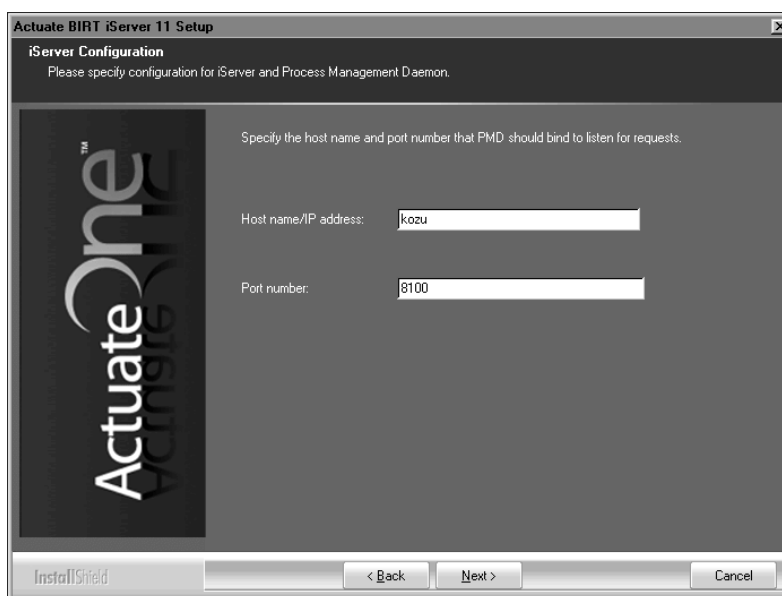 Actuate BIRT iServer 11 Setup
iServer Configuration
Please specify configuration for iServer and Process Management Daemon.
Specify the host name and port number that PMD should bind to listen for requests.
Host name/IP address:
kozu
Port number:
8100
ActuateOne™
InstallShield
< Back
Next >
Cancel